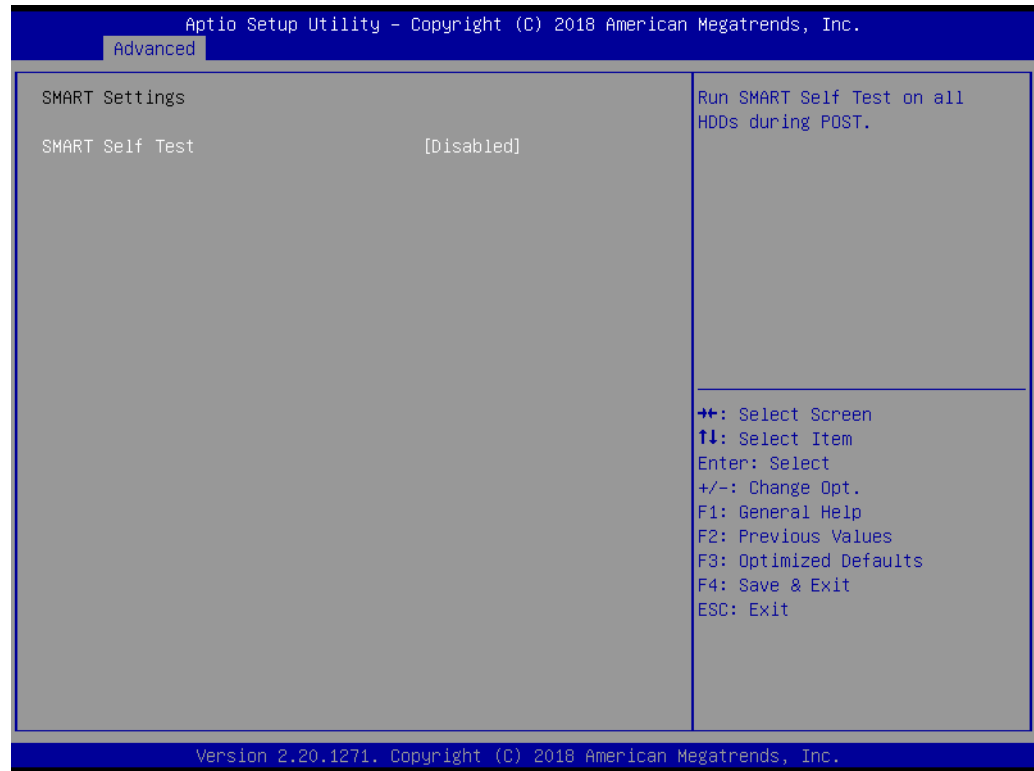 Aptio Setup Utility – Copyright (C) 2018 American Megatrends, Inc.
Advanced
SMART Settings
SMART Self Test [Disabled]
Run SMART Self Test on all
HDDs during POST.
→←: Select Screen
↑↓: Select Item
Enter: Select
+/-: Change Opt.
F1: General Help
F2: Previous Values
F3: Optimized Defaults
F4: Save & Exit
ESC: Exit
Version 2.20.1271. Copyright (C) 2018 American Megatrends, Inc.